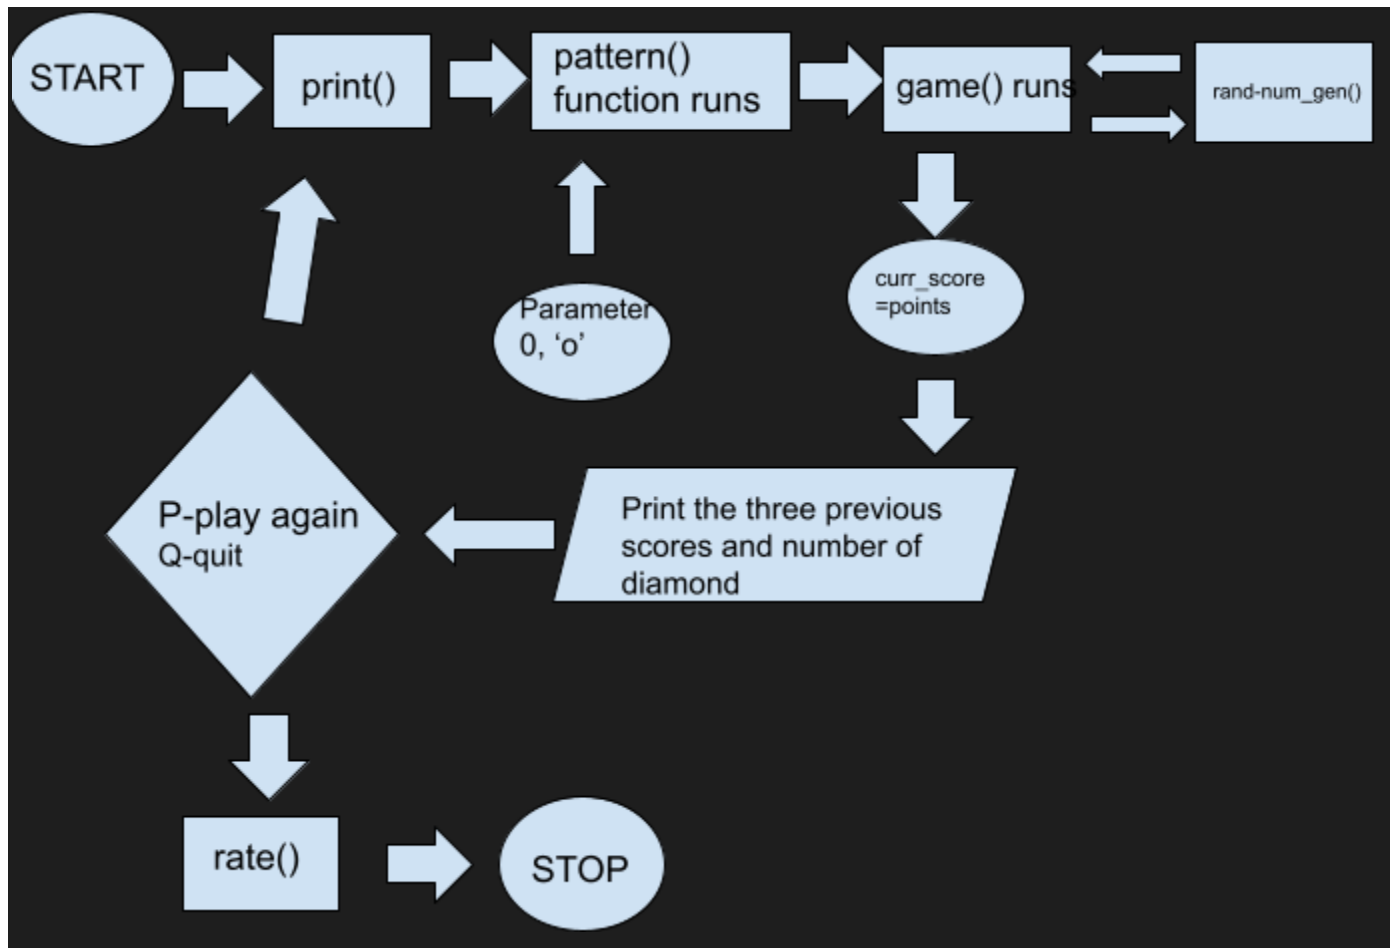 START
print()
pattern()
function runs
game() runs
rand-num_gen()
Parameter
0, ‘o’
curr_score
=points
P-play again
Q-quit
Print the three previous
scores and number of
diamond
rate()
STOP